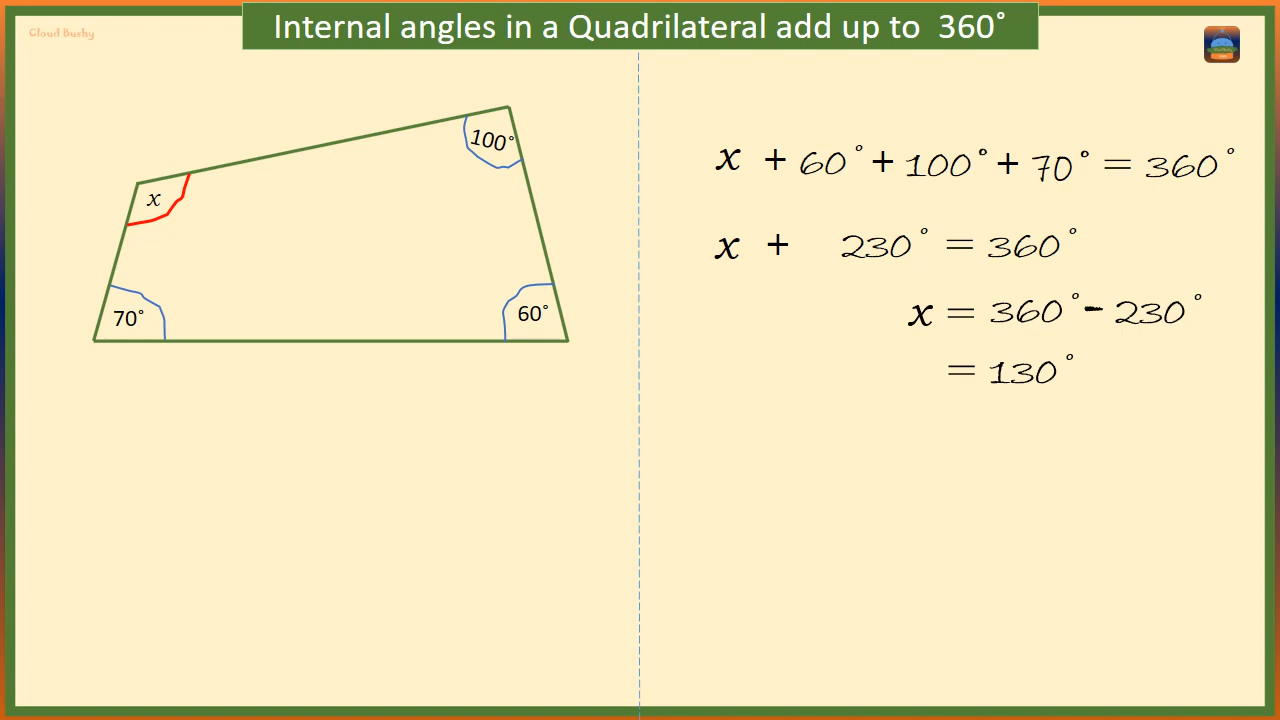 Internal angles in a Quadrilateral add up to 360°
Cloud Bushy
100°
x
70°
60°
x + 60° + 100° + 70° = 360°
x + 230° = 360°
x = 360° - 230°
= 130°